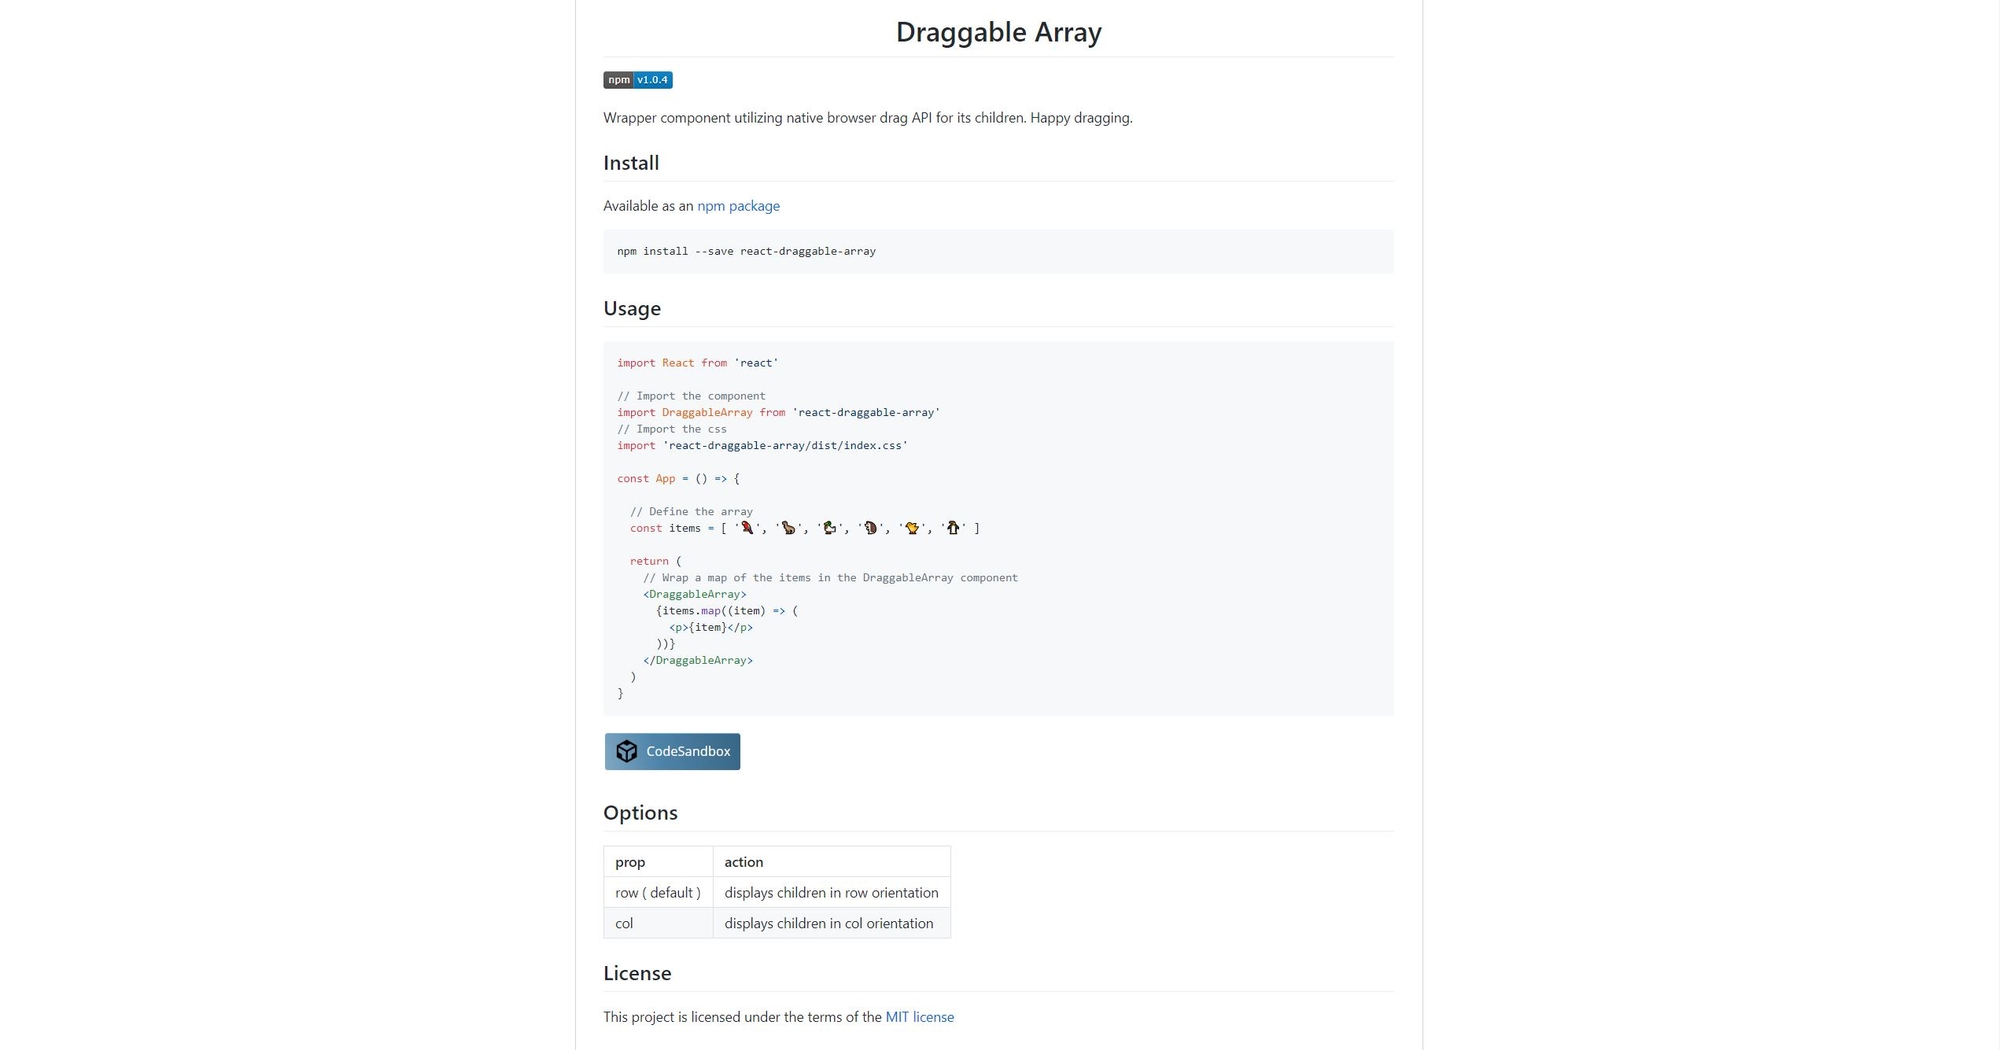 Draggable Array
npm v1.0.4
Wrapper component utilizing native browser drag API for its children. Happy dragging.
Install
Available as an npm package
npm install --save react-draggable-array
Usage
import React from 'react'
// Import the component
import DraggableArray from 'react-draggable-array'
// Import the css
import 'react-draggable-array/dist/index.css'
const App = () => {
// Define the array
const items = [ '🦜', '🦦', '🦆', '🦔', '🐤', '🐧' ]
return (
// Wrap a map of the items in the DraggableArray component
<DraggableArray>
{items.map((item) => (
<p>{item}</p>
))}
</DraggableArray>
)
}
CodeSandbox
Options
prop action
row ( default ) displays children in row orientation
col displays children in col orientation
License
This project is licensed under the terms of the MIT license